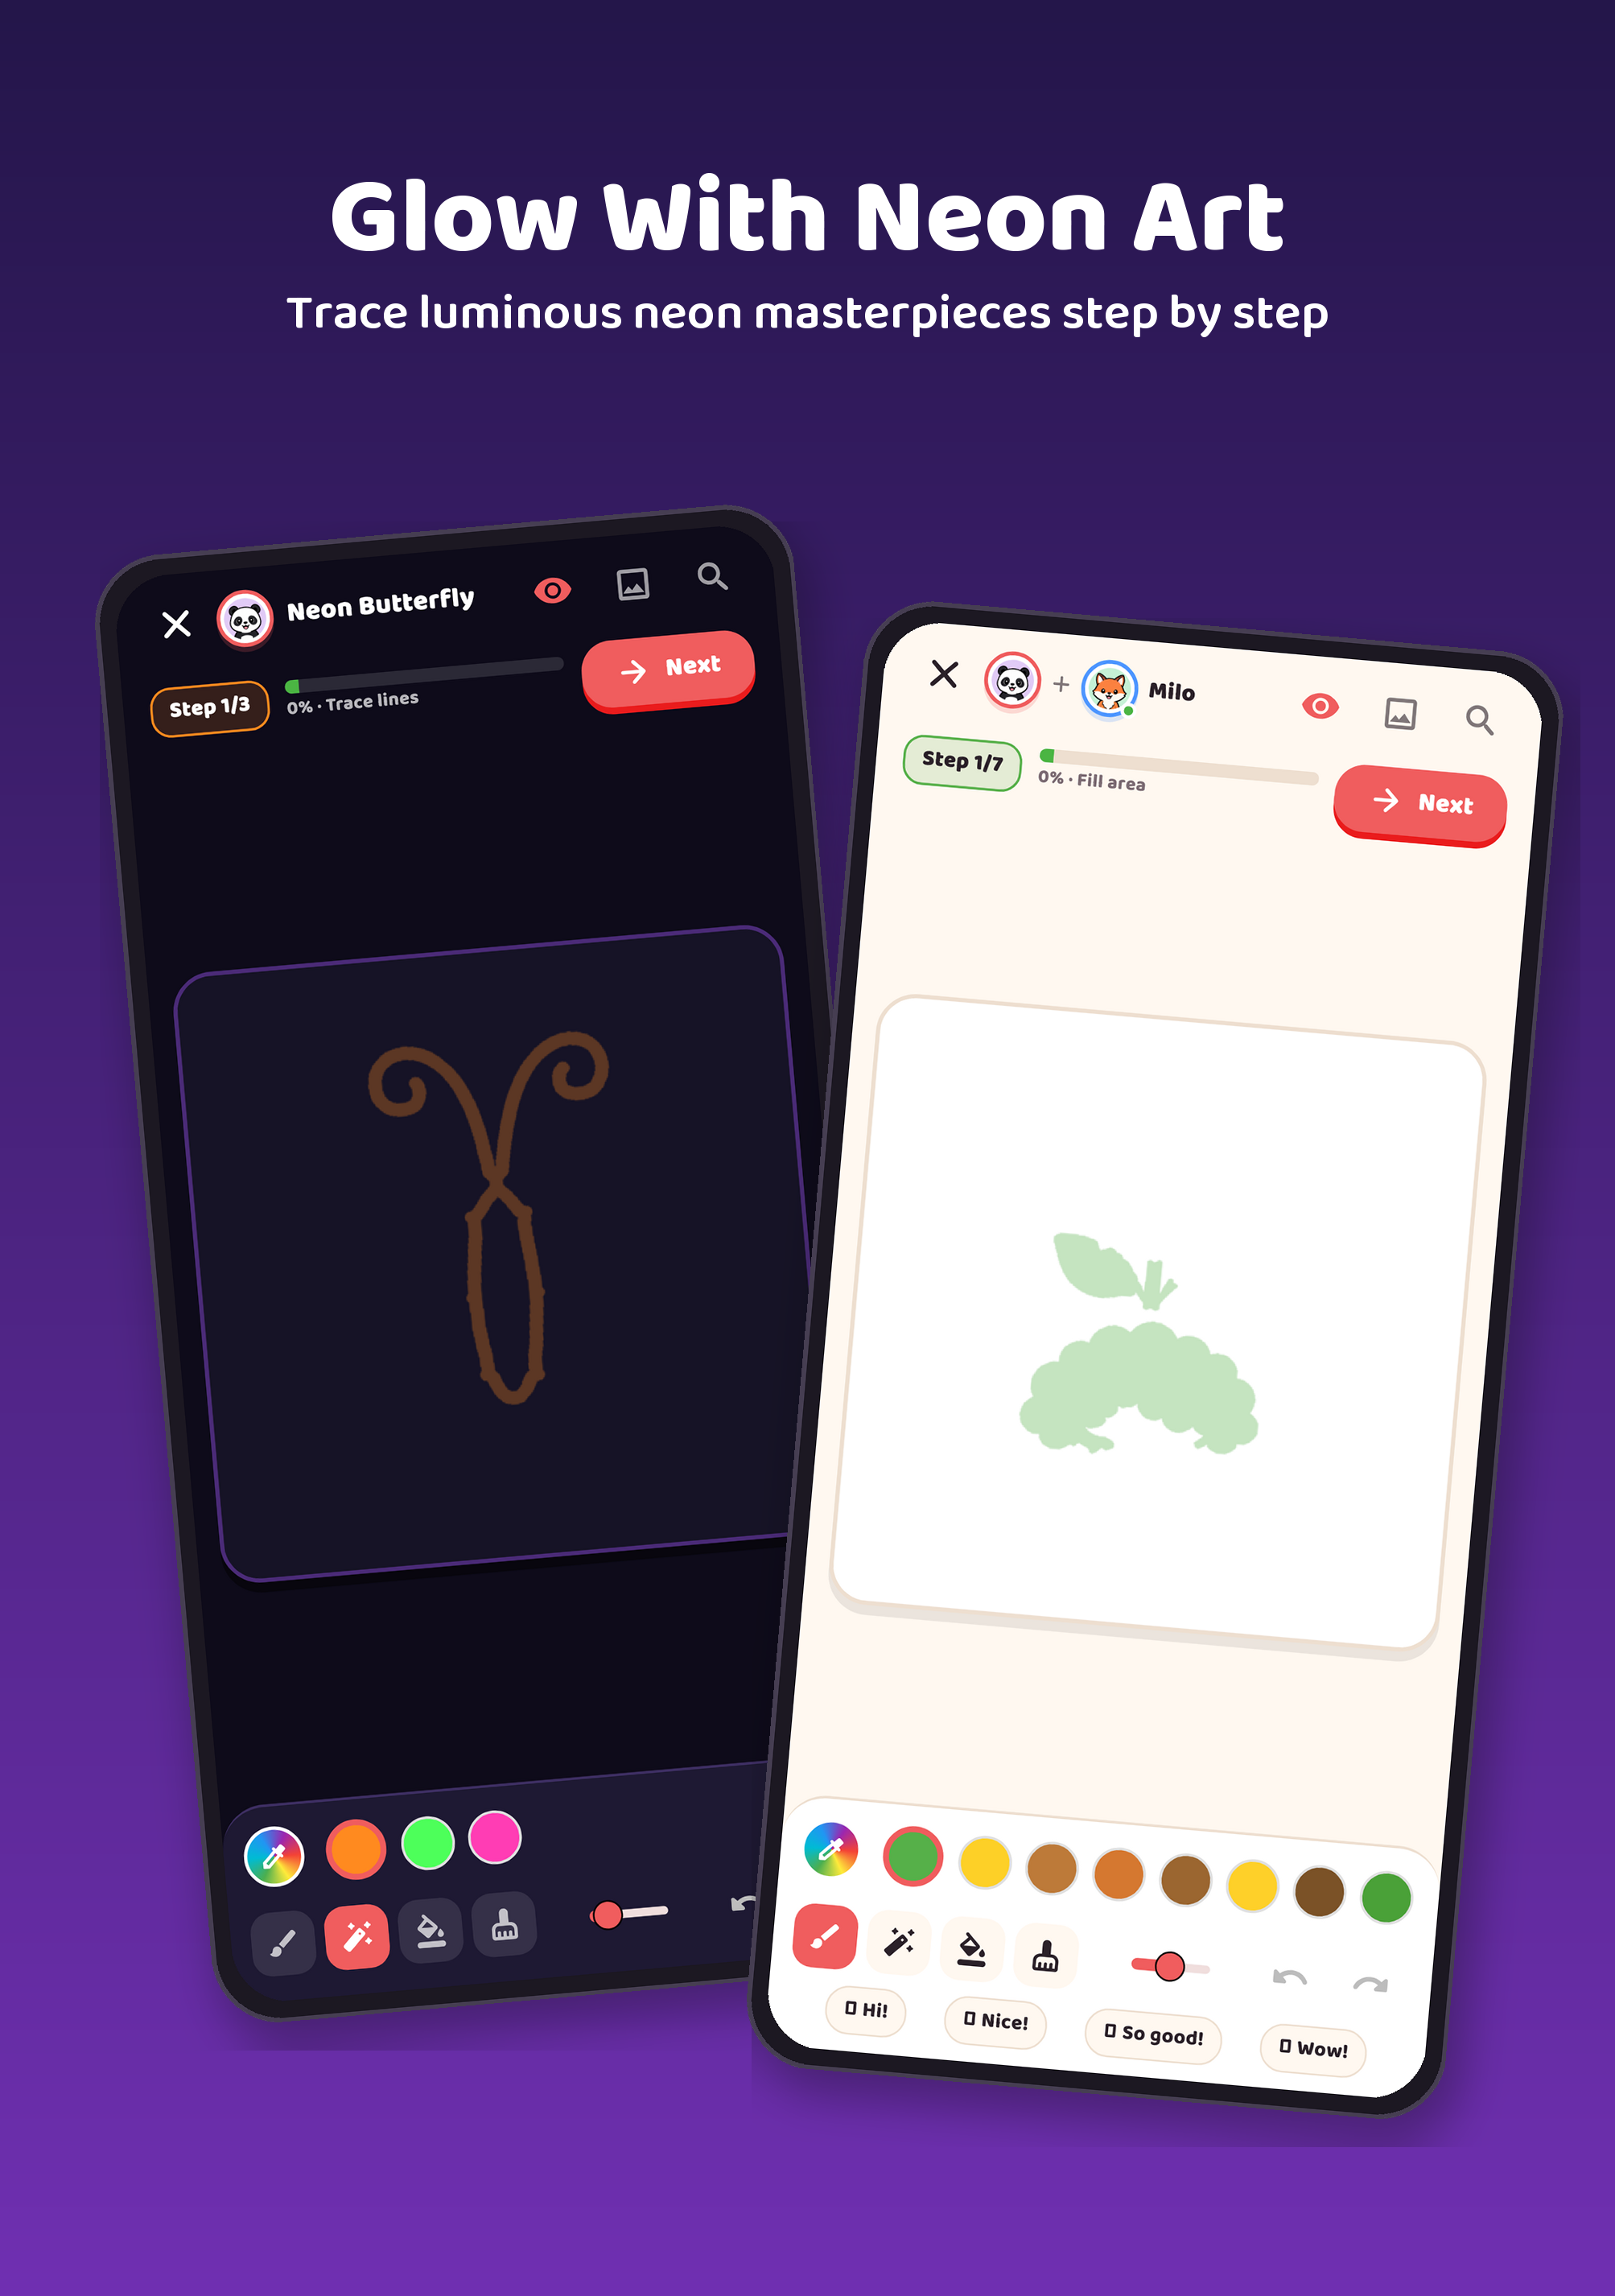 Glow With Neon Art
Trace luminous neon masterpieces step by step
Neon Butterfly
Next
Step 1/3
0% · Trace lines
+ Milo
Step 1/7
0% · Fill area
Next
Hi!
Nice!
So good!
Wow!